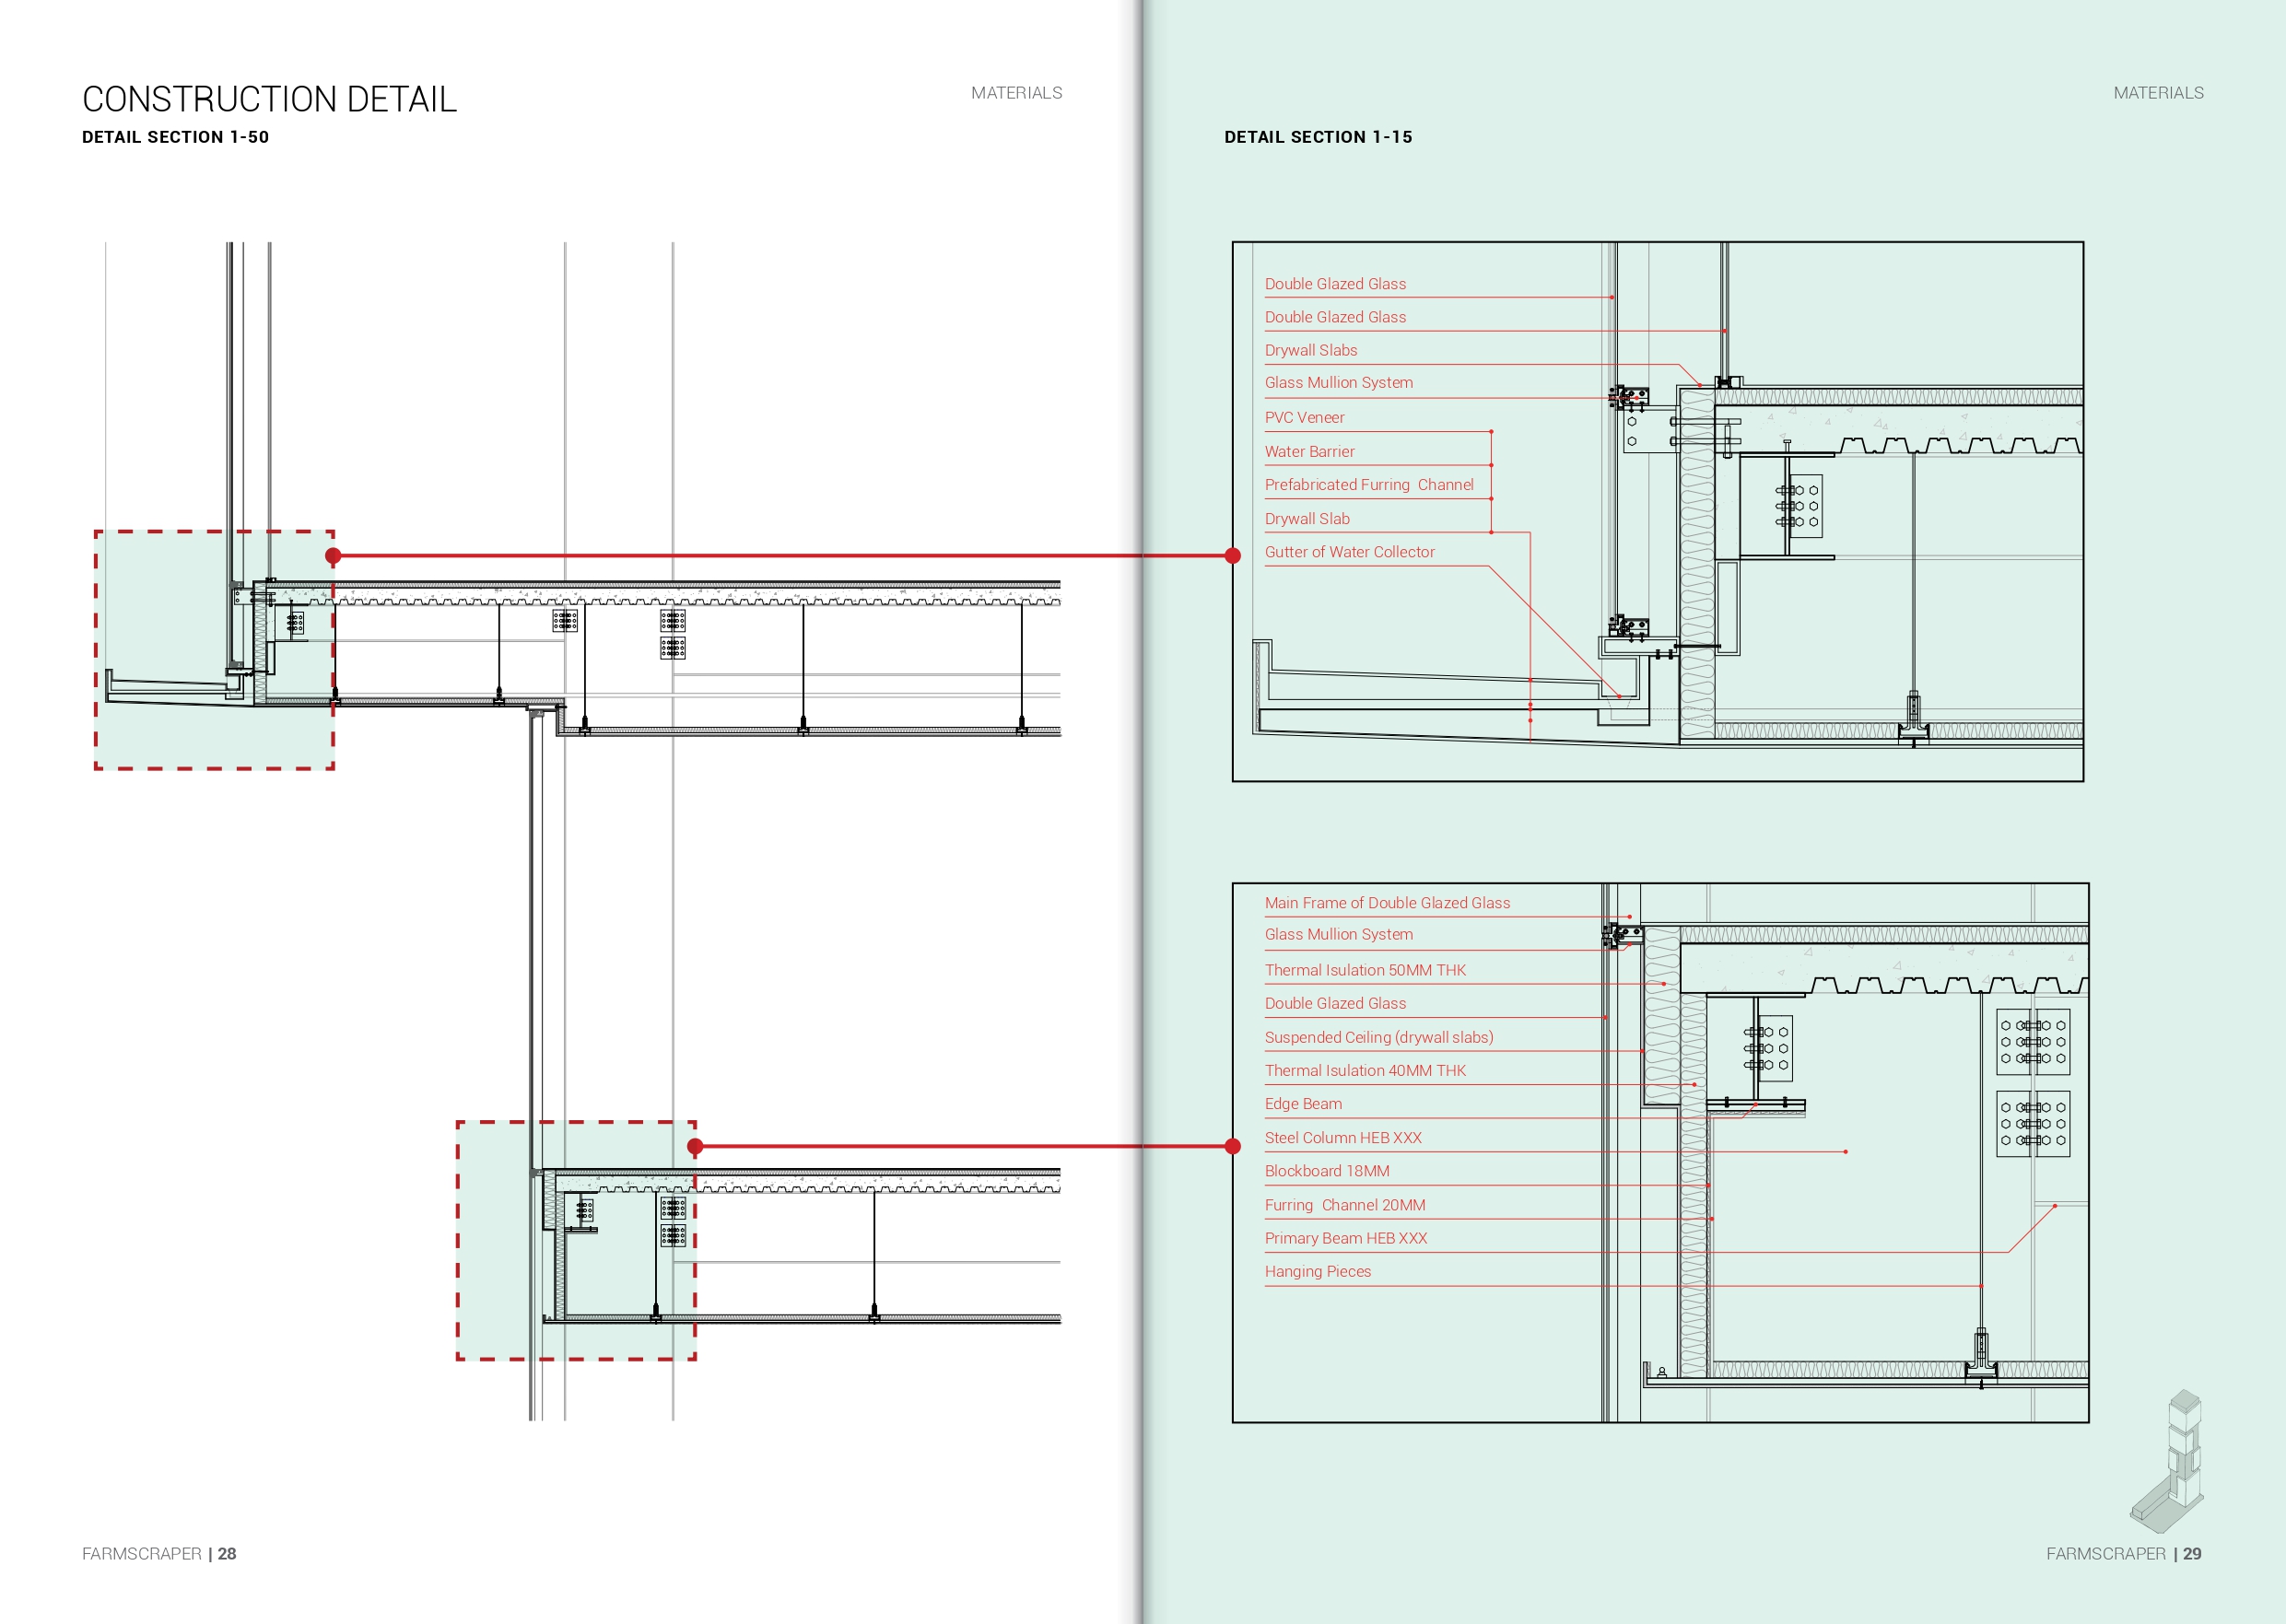 CONSTRUCTION DETAIL
MATERIALS
DETAIL SECTION 1-50
FARMSCRAPER | 28
MATERIALS
DETAIL SECTION 1-15
Double Glazed Glass
Double Glazed Glass
Drywall Slabs
Glass Mullion System
PVC Veneer
Water Barrier
Prefabricated Furring Channel
Drywall Slab
Gutter of Water Collector
Main Frame of Double Glazed Glass
Glass Mullion System
Thermal Isulation 50MM THK
Double Glazed Glass
Suspended Ceiling (drywall slabs)
Thermal Isulation 40MM THK
Edge Beam
Steel Column HEB XXX
Blockboard 18MM
Furring Channel 20MM
Primary Beam HEB XXX
Hanging Pieces
FARMSCRAPER | 29